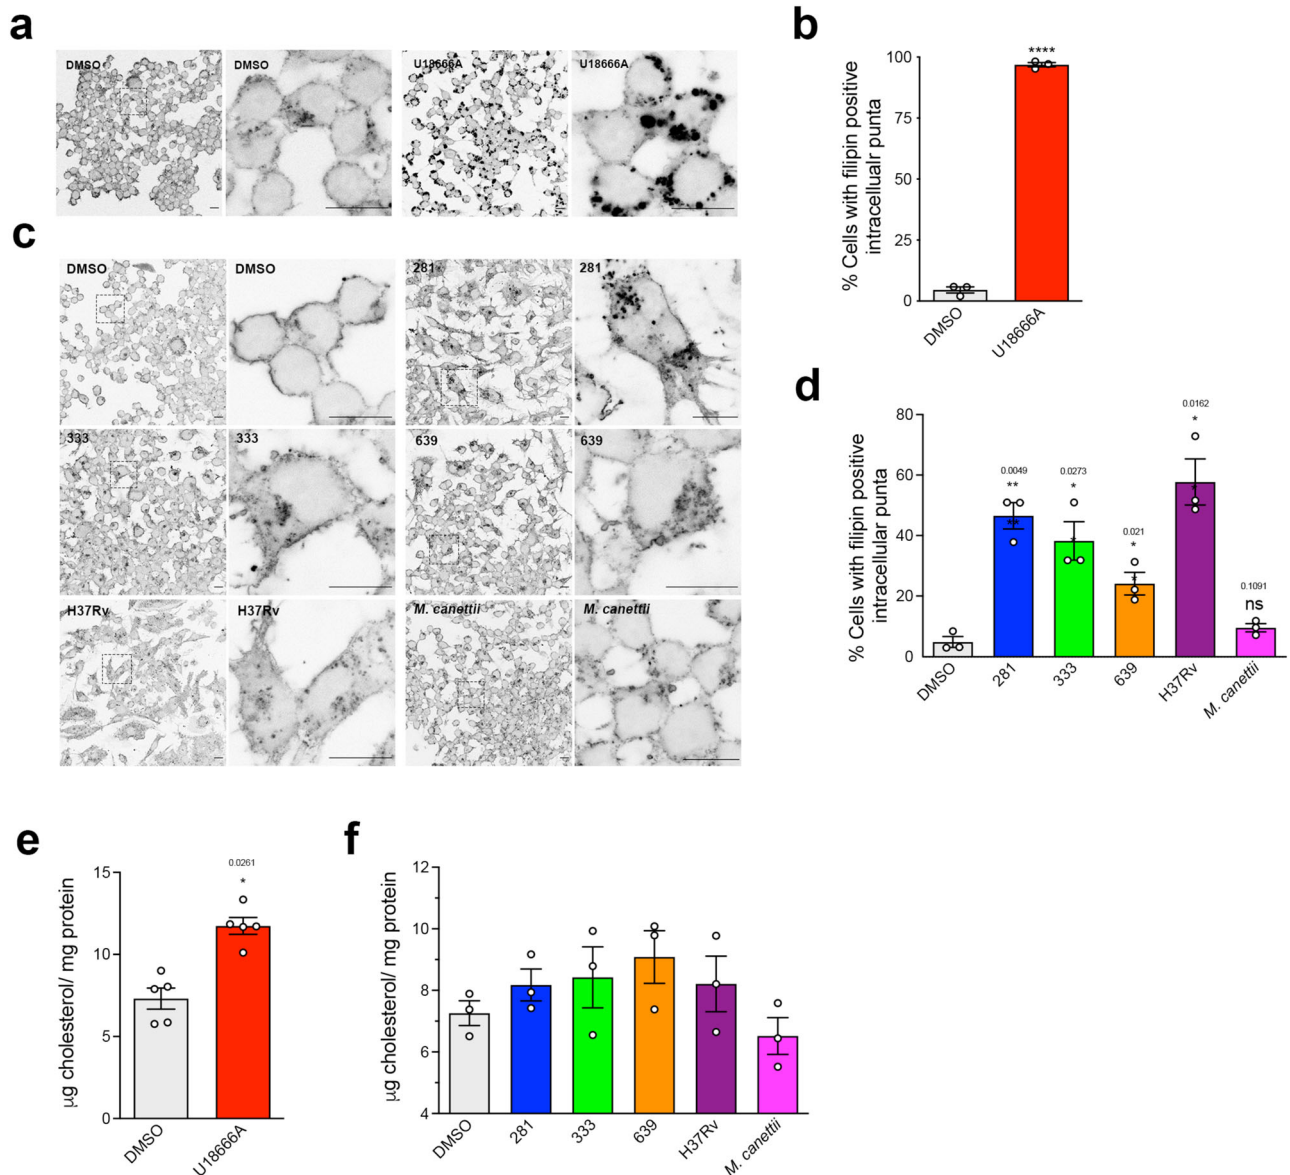 a
DMSO
DMSO
U18666A
U18666A
b
% Cells with filipin positive
intracellualr punta
100
75
50
25
0
****
DMSO
U18666A
c
DMSO
DMSO
281
281
333
333
639
639
H37Rv
H37Rv
M. canettii
M. canettii
d
% Cells with filipin positive
intracellular punta
80
60
40
20
0
0.0049
**
**
0.0273
*
*
0.021
*
*
0.0162
*
*
0.1091
ns
DMSO
281
333
639
H37Rv
M. canettii
e
µg cholesterol/ mg protein
15
10
5
0
0.0261
*
DMSO
U18666A
f
µg cholesterol/ mg protein
12
10
8
6
4
DMSO
281
333
639
H37Rv
M. canettii